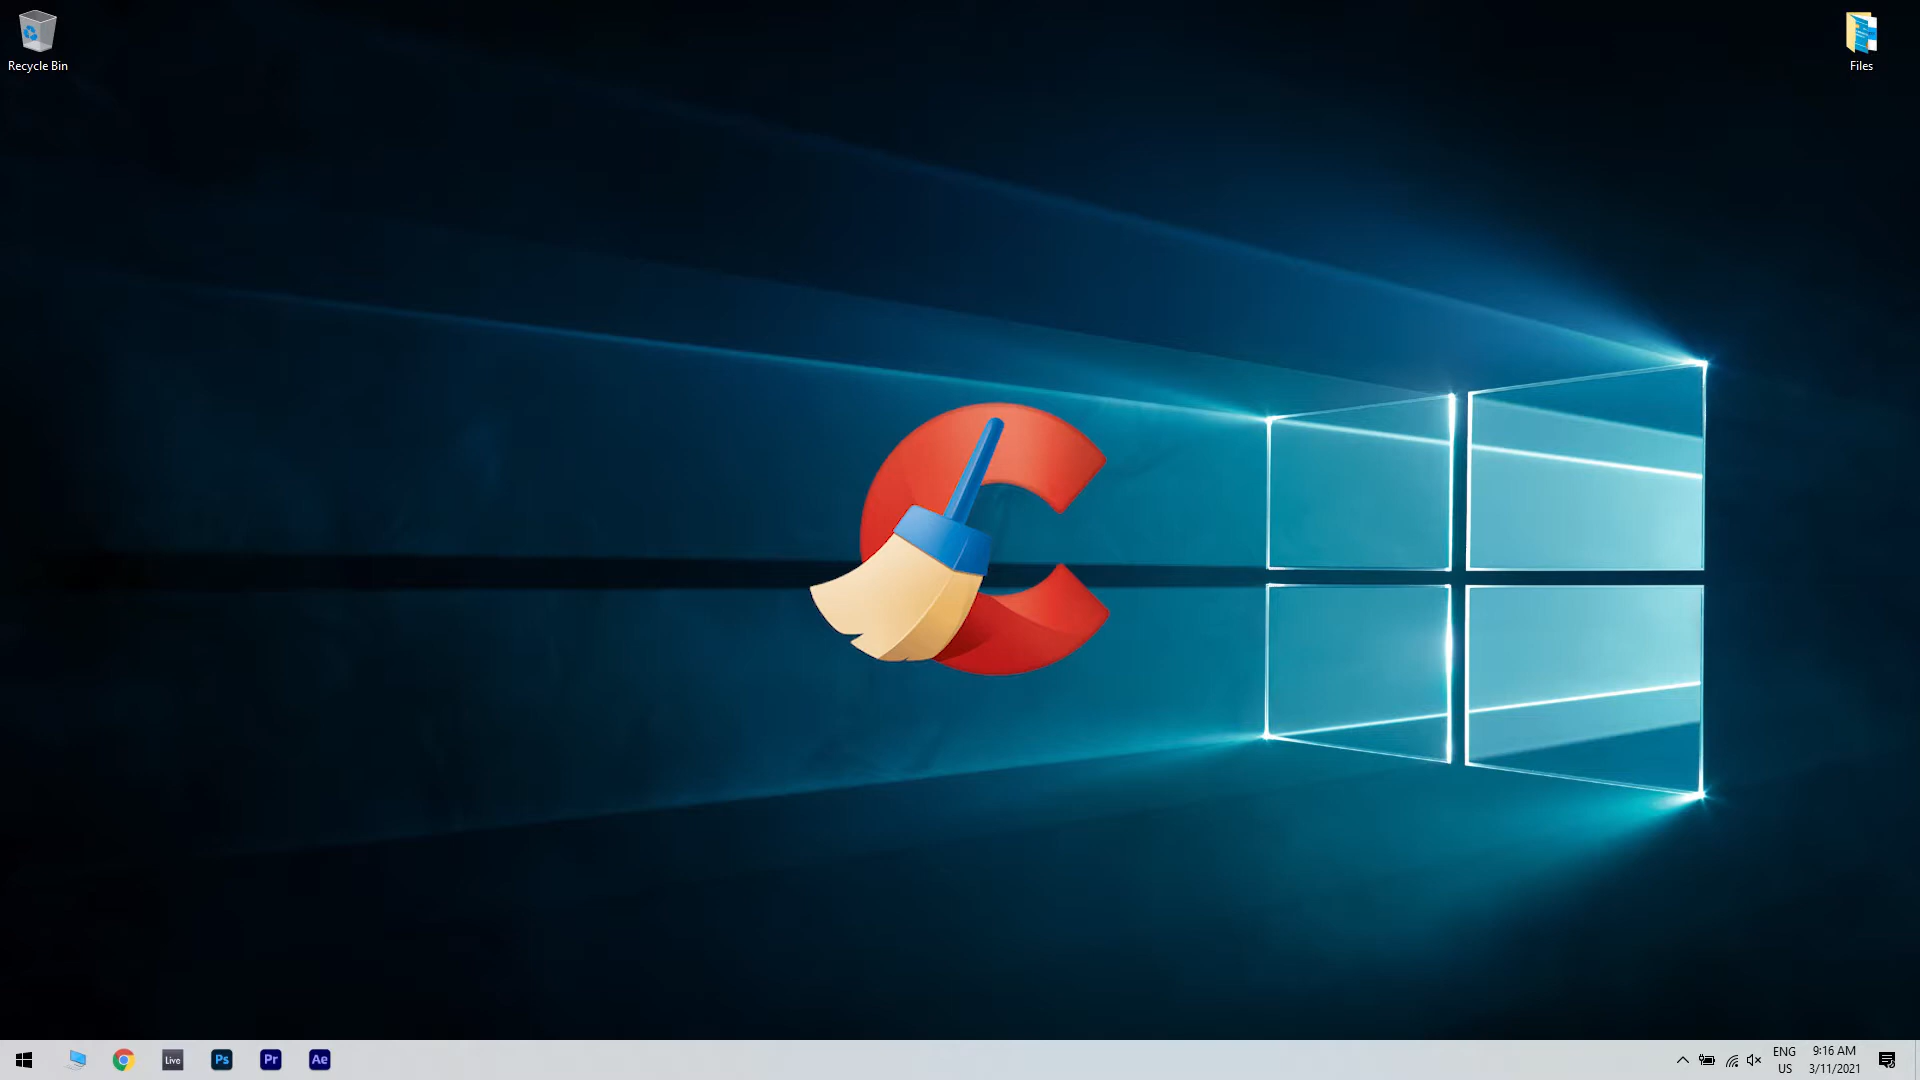 Recycle Bin
Files
Live
Ps
Pr
Ae
ENG
US
9:16 AM
3/11/2021